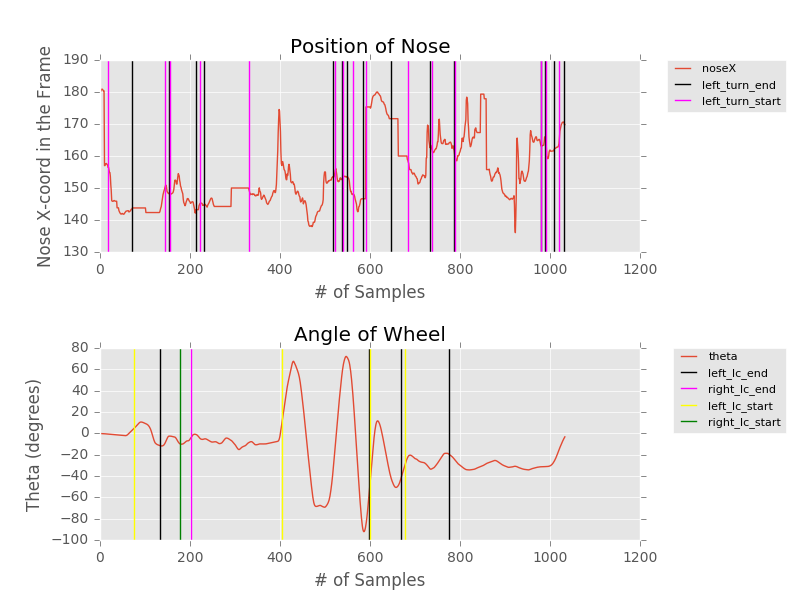 Position of Nose
Nose X-coord in the Frame
190
180
170
160
150
140
130
0 200 400 600 800 1000 1200
# of Samples
noseX
left_turn_end
left_turn_start
Angle of Wheel
Theta (degrees)
80
60
40
20
0
−20
−40
−60
−80
−100
0 200 400 600 800 1000 1200
# of Samples
theta
left_lc_end
right_lc_end
left_lc_start
right_lc_start